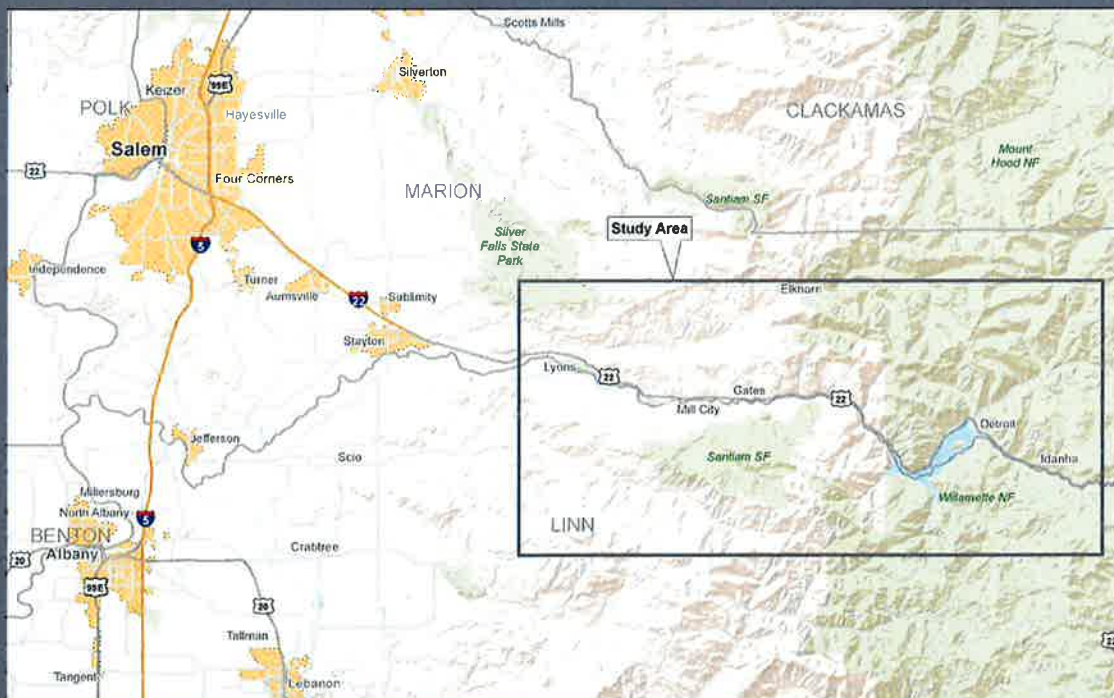 Scotts Mills
Silverton
99E
Keizer
POLK
Hayesville
CLACKAMAS
Mount
Hood NF
Salem
22
Four Corners
MARION
Santiam SF
Silver
Falls State
Park
Study Area
5
Independence
Turner
Aumsville
22
Sublimity
Elkhorn
Stayton
Lyons
22
Gates
22
Mill City
Detroit
Jefferson
Scio
Santiam SF
Idanha
Millersburg
North Albany
Willamette NF
5
BENTON
LINN
Albany
20
Crabtree
99E
20
Tallman
Tangent
Lebanon